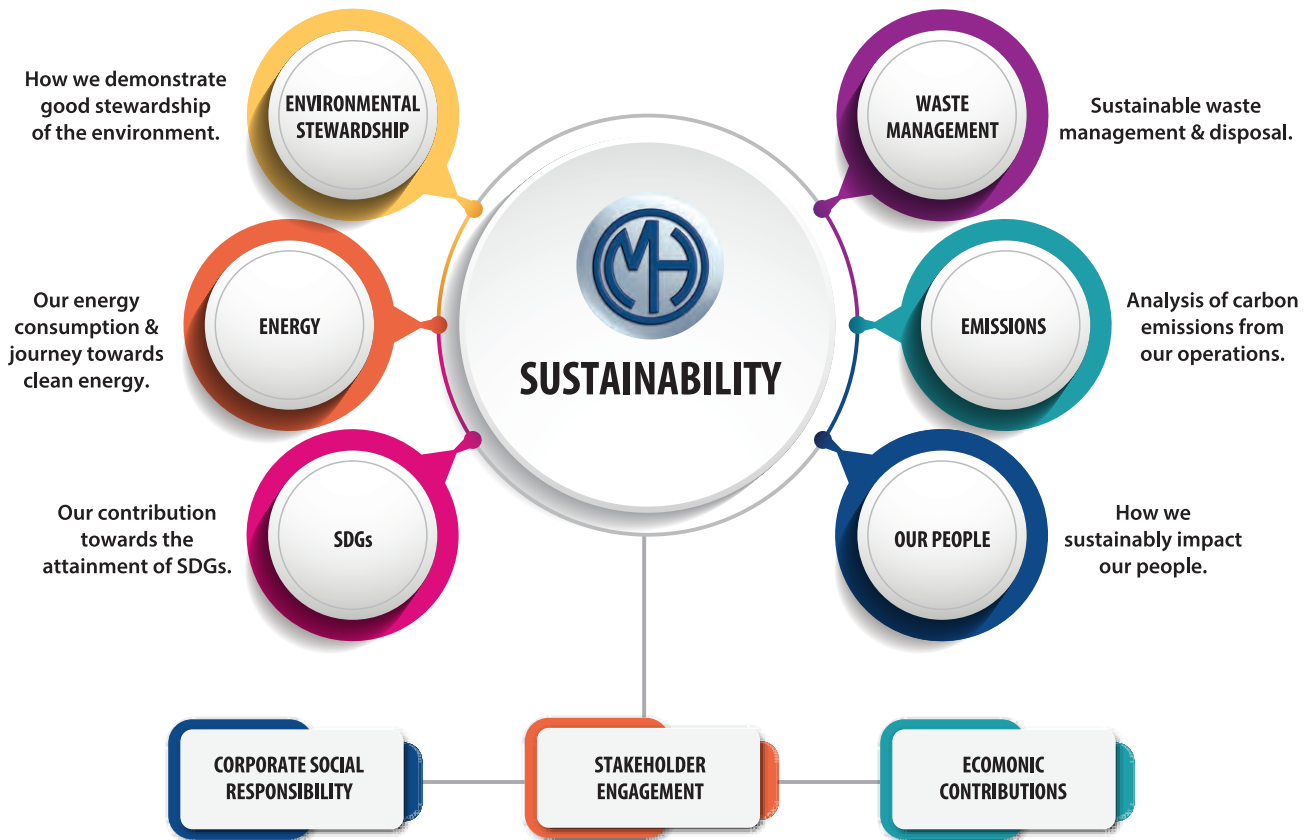 How we demonstrate
good stewardship
of the environment.
ENVIRONMENTAL
STEWARDSHIP
WASTE
MANAGEMENT
Sustainable waste
management & disposal.
Our energy
consumption &
journey towards
clean energy.
ENERGY
CMH
SUSTAINABILITY
EMISSIONS
Analysis of carbon
emissions from
our operations.
Our contribution
towards the
attainment of SDGs.
SDGs
OUR PEOPLE
How we
sustainably impact
our people.
CORPORATE SOCIAL
RESPONSIBILITY
STAKEHOLDER
ENGAGEMENT
ECOMONIC
CONTRIBUTIONS